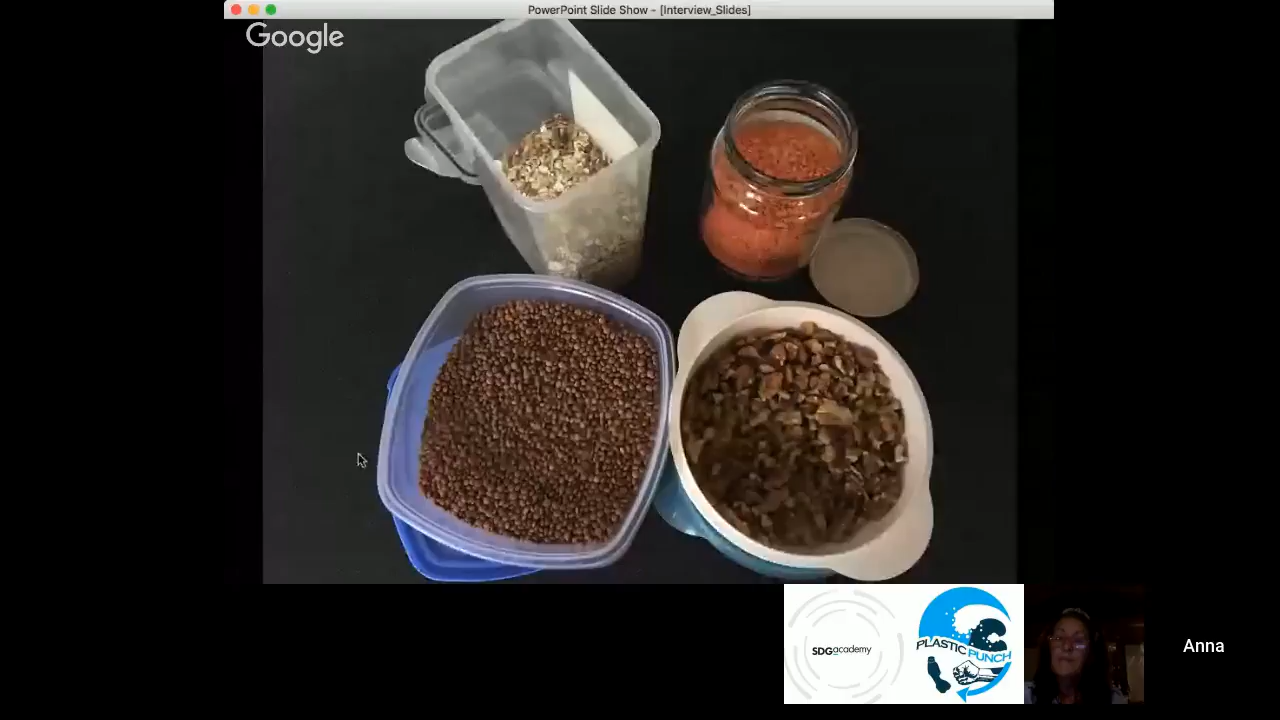 PowerPoint Slide Show - [Interview_Slides]
Google
SDGacademy
PLASTIC PUNCH
Anna